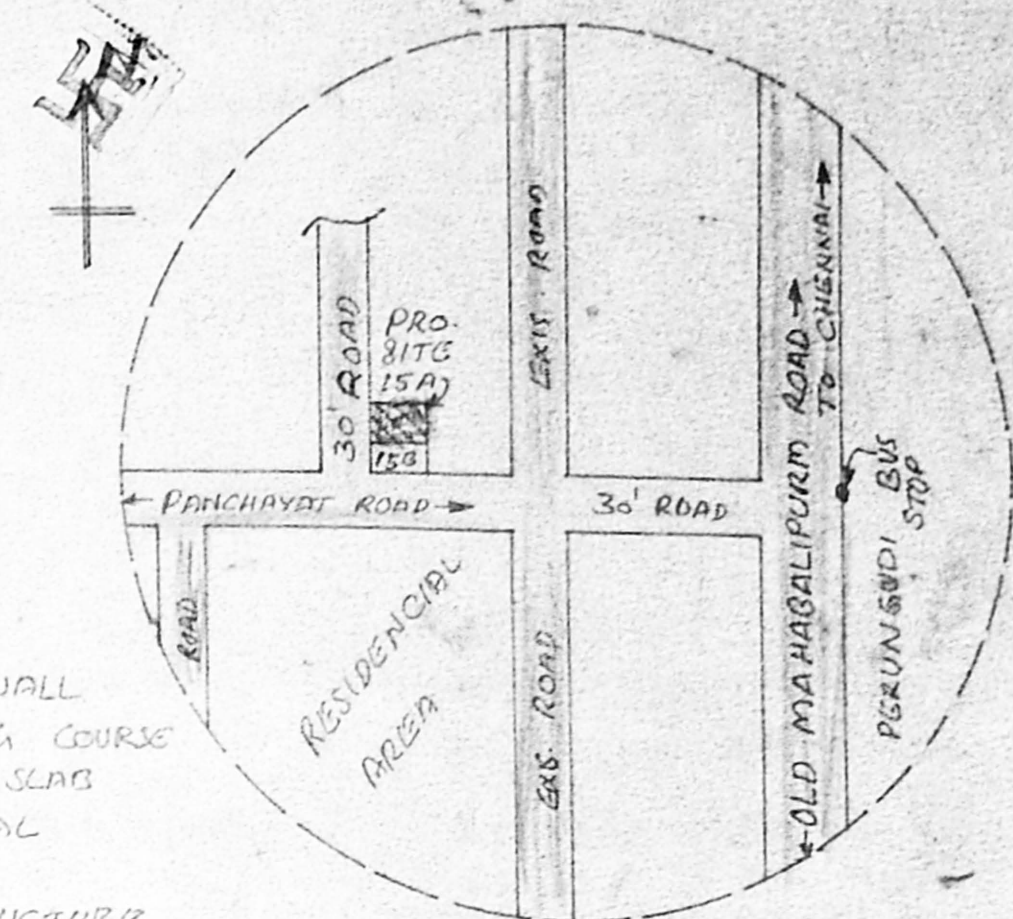 N
PRO.
SITE
15A
15B
30' ROAD
EXIS. ROAD
OLD MAHABALIPURM ROAD
TO CHENNAI
PANCHAYAT ROAD
30' ROAD
PERUNGUDI BUS
STOP
ROAD
RESIDENCIAL
AREA
EXS. ROAD
WALL
COURSE
SLAB